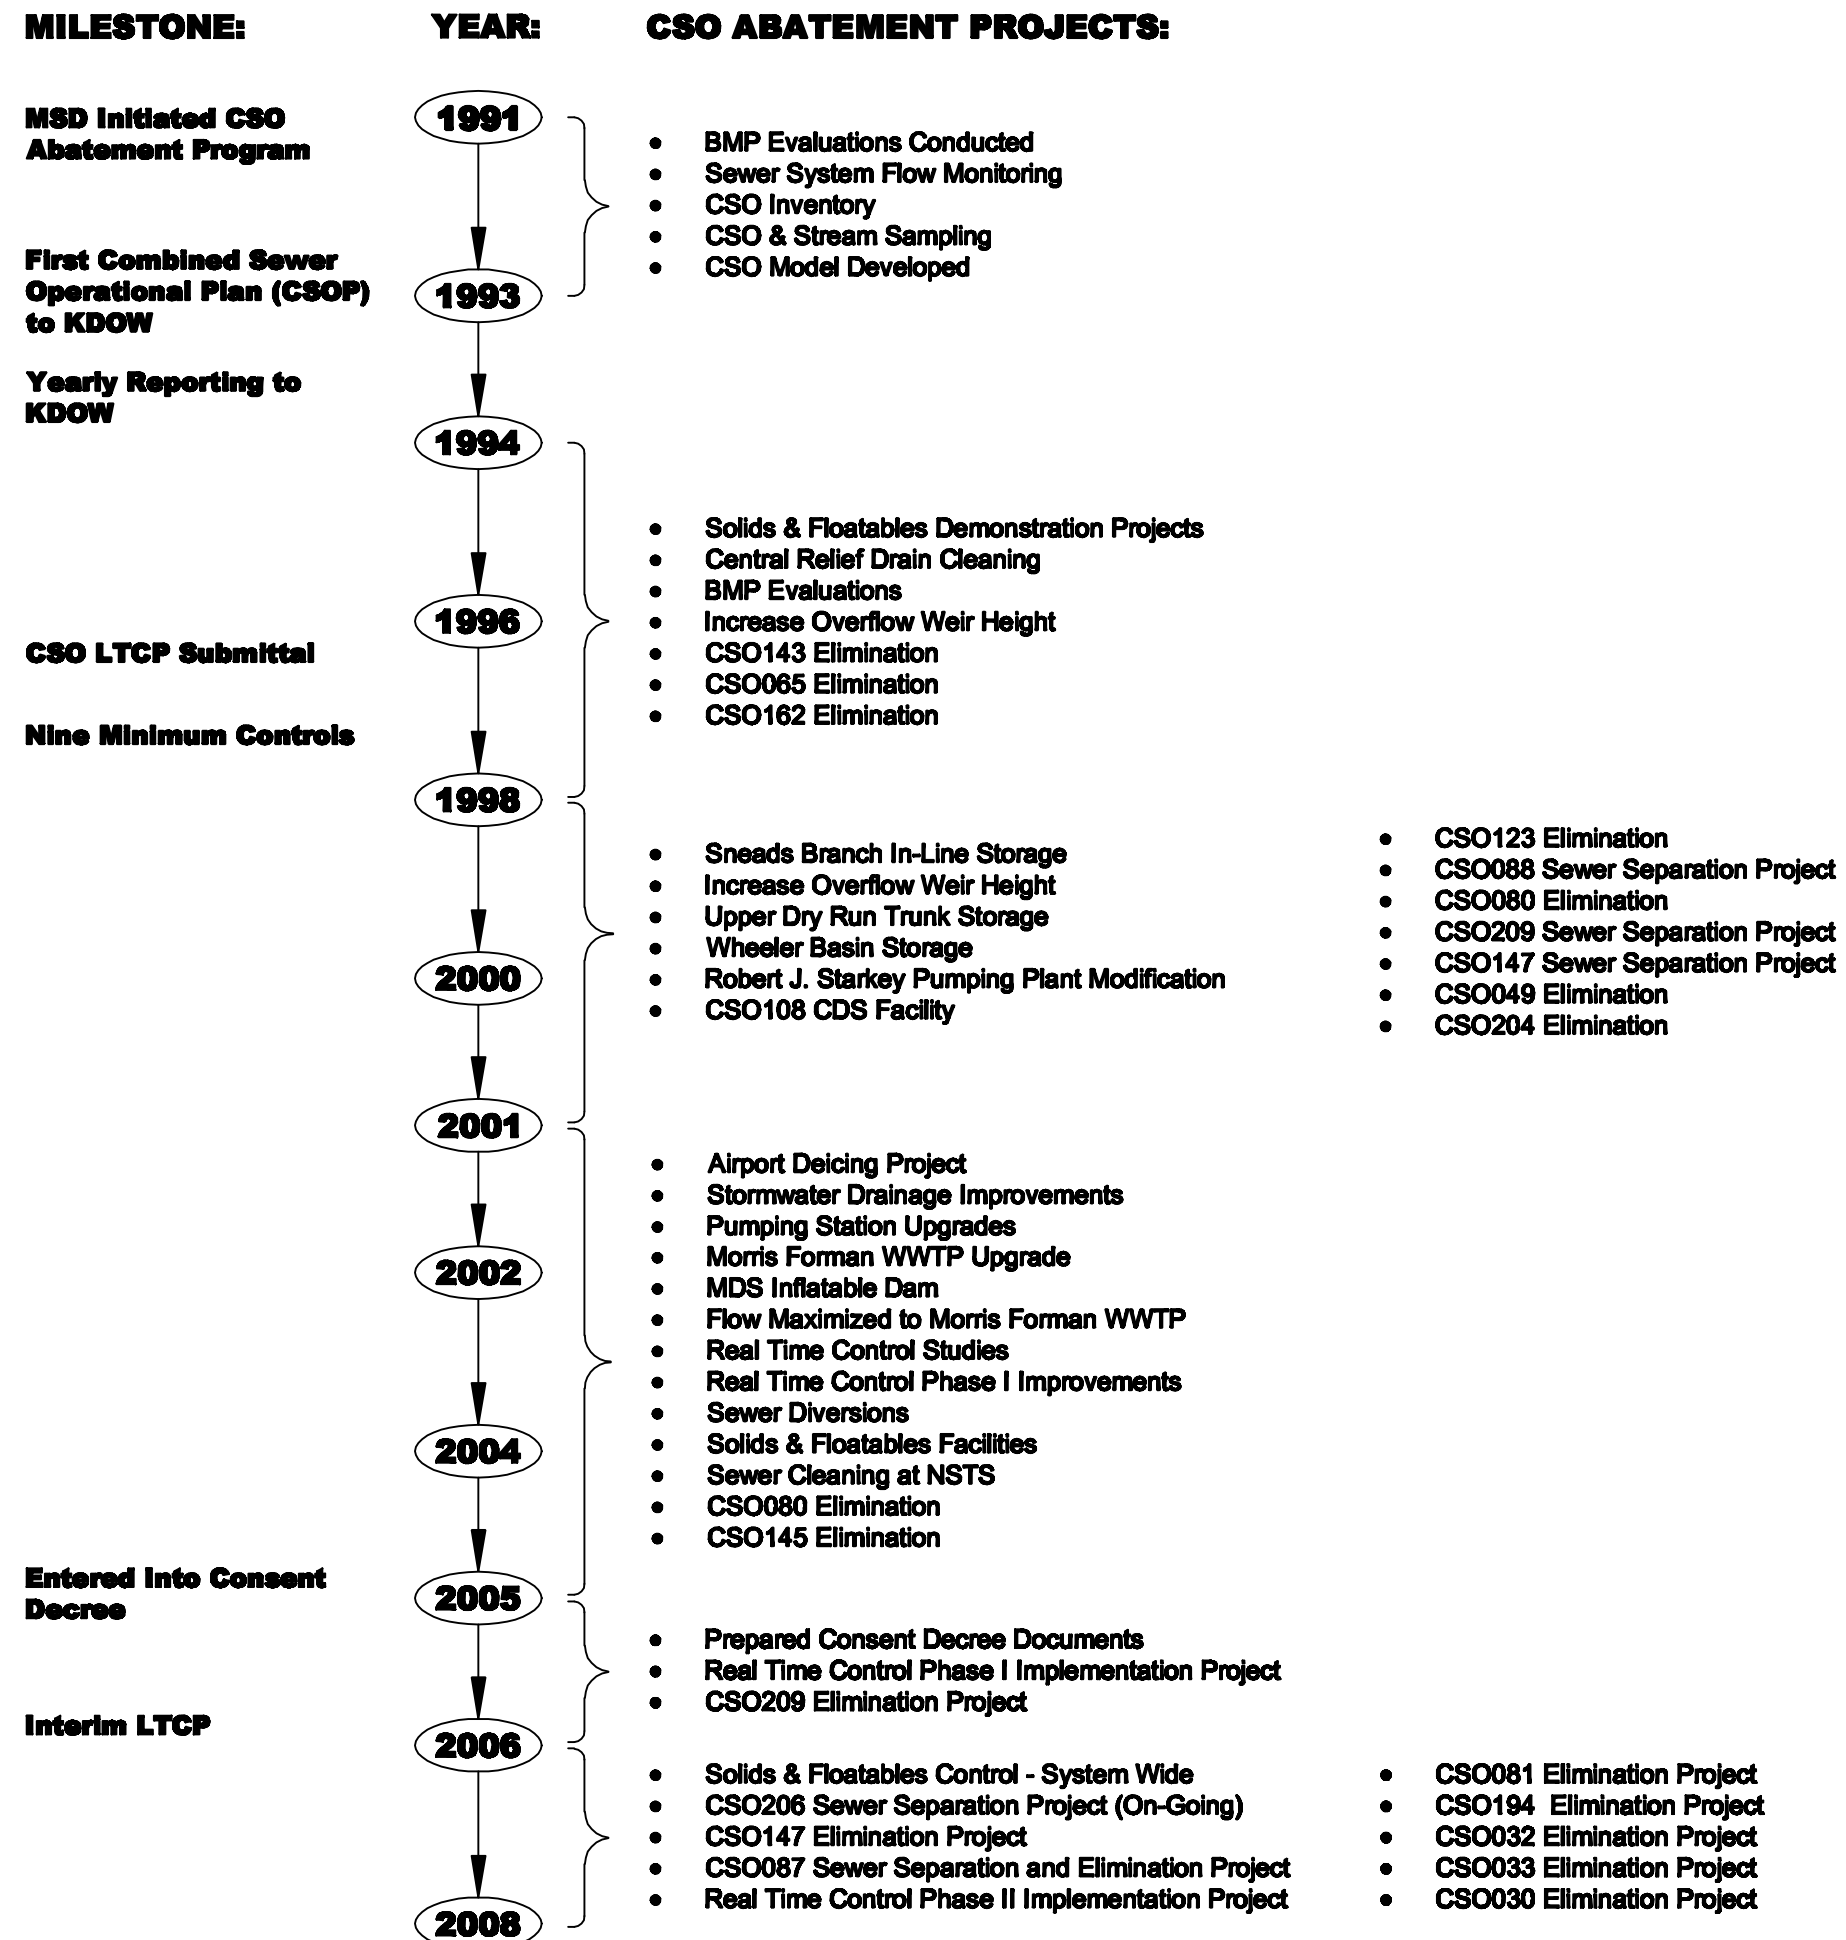 MILESTONE:
YEAR:
CSO ABATEMENT PROJECTS:
MSD Initiated CSO
Abatement Program
1991
• BMP Evaluations Conducted
• Sewer System Flow Monitoring
• CSO Inventory
• CSO & Stream Sampling
• CSO Model Developed
First Combined Sewer
Operational Plan (CSOP)
to KDOW
1993
Yearly Reporting to
KDOW
1994
• Solids & Floatables Demonstration Projects
• Central Relief Drain Cleaning
• BMP Evaluations
• Increase Overflow Weir Height
• CSO143 Elimination
• CSO065 Elimination
• CSO162 Elimination
1996
CSO LTCP Submittal
Nine Minimum Controls
1998
• Sneads Branch In-Line Storage
• Increase Overflow Weir Height
• Upper Dry Run Trunk Storage
• Wheeler Basin Storage
• Robert J. Starkey Pumping Plant Modification
• CSO108 CDS Facility
• CSO123 Elimination
• CSO088 Sewer Separation Project
• CSO080 Elimination
• CSO209 Sewer Separation Project
• CSO147 Sewer Separation Project
• CSO049 Elimination
• CSO204 Elimination
2000
2001
• Airport Deicing Project
• Stormwater Drainage Improvements
• Pumping Station Upgrades
• Morris Forman WWTP Upgrade
• MDS Inflatable Dam
• Flow Maximized to Morris Forman WWTP
• Real Time Control Studies
• Real Time Control Phase I Improvements
• Sewer Diversions
• Solids & Floatables Facilities
• Sewer Cleaning at NSTS
• CSO080 Elimination
• CSO145 Elimination
2002
2004
Entered Into Consent
Decree
2005
• Prepared Consent Decree Documents
• Real Time Control Phase I Implementation Project
• CSO209 Elimination Project
Interim LTCP
2006
• Solids & Floatables Control - System Wide
• CSO206 Sewer Separation Project (On-Going)
• CSO147 Elimination Project
• CSO087 Sewer Separation and Elimination Project
• Real Time Control Phase II Implementation Project
• CSO081 Elimination Project
• CSO194 Elimination Project
• CSO032 Elimination Project
• CSO033 Elimination Project
• CSO030 Elimination Project
2008